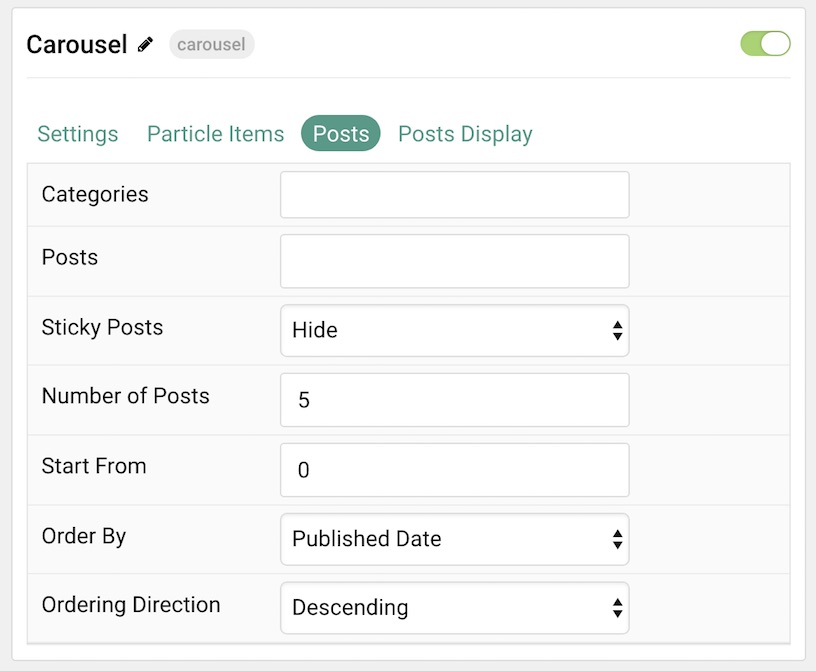 Carousel carousel
Settings Particle Items Posts Posts Display
Categories
Posts
Sticky Posts Hide
Number of Posts 5
Start From 0
Order By Published Date
Ordering Direction Descending